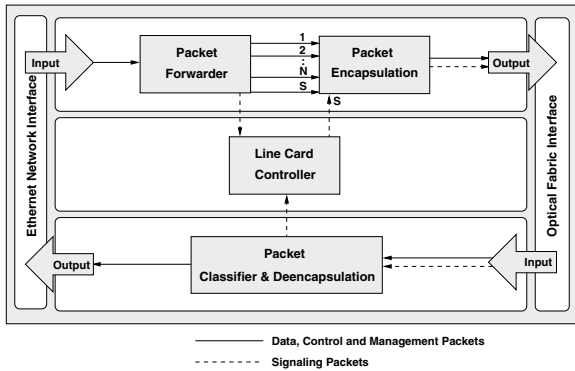 Ethernet Network Interface
Input
Packet
Forwarder
1
2
:
N
S
Packet
Encapsulation
Output
Optical Fabric Interface
S
Line Card
Controller
Output
Packet
Classifier & Deencapsulation
Input
Data, Control and Management Packets
Signaling Packets